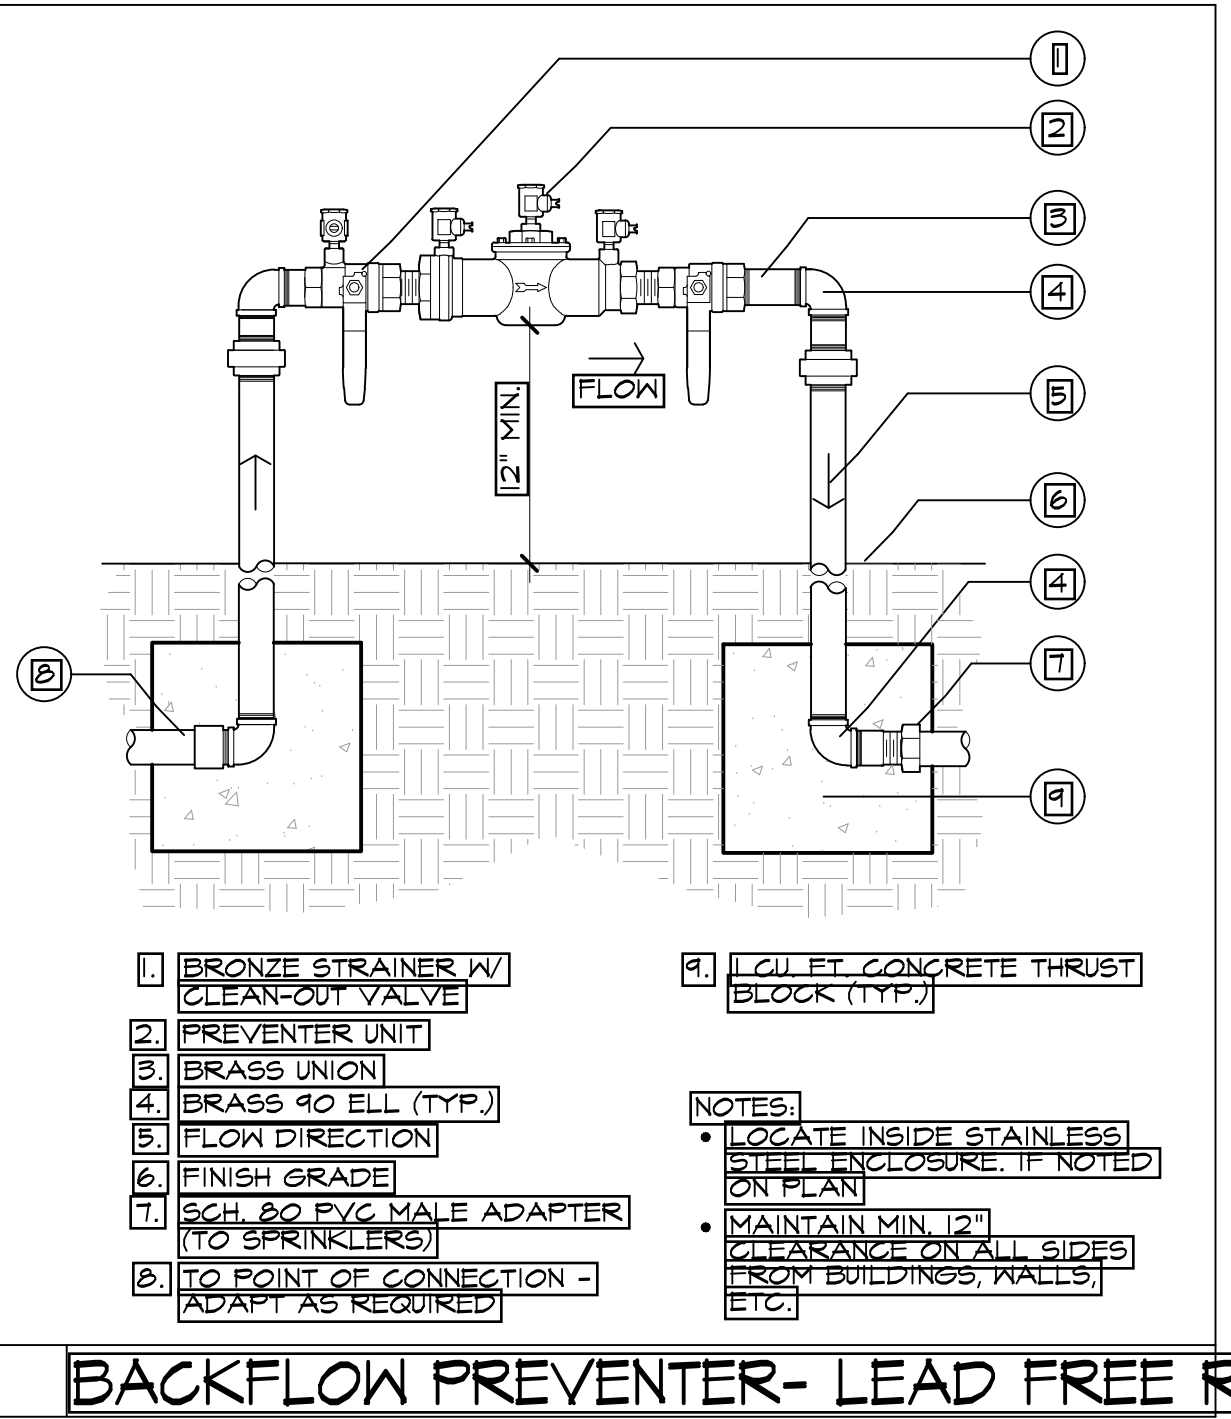 1
2
3
4
FLOW
12" MIN.
5
6
4
7
8
9
1. BRONZE STRAINER W/
CLEAN-OUT VALVE
2. PREVENTER UNIT
3. BRASS UNION
4. BRASS 90 ELL (TYP.)
5. FLOW DIRECTION
6. FINISH GRADE
7. SCH. 80 PVC MALE ADAPTER
(TO SPRINKLERS)
8. TO POINT OF CONNECTION -
ADAPT AS REQUIRED
9. 1 CU. FT. CONCRETE THRUST
BLOCK (TYP.)
NOTES:
• LOCATE INSIDE STAINLESS
STEEL ENCLOSURE. IF NOTED
ON PLAN
• MAINTAIN MIN. 12"
CLEARANCE ON ALL SIDES
FROM BUILDINGS, WALLS,
ETC.
BACKFLOW PREVENTER- LEAD FREE